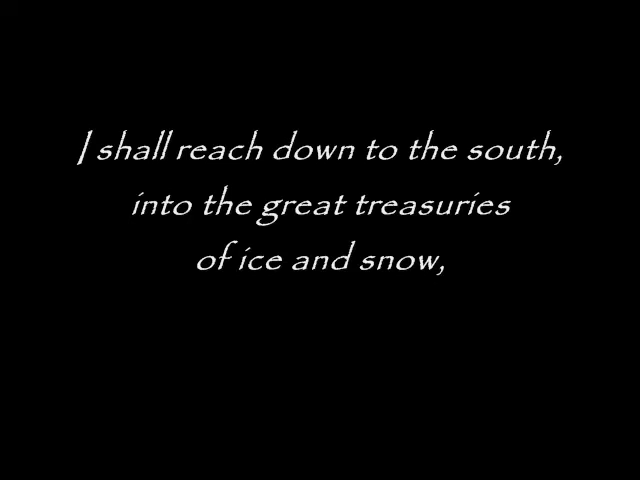 I shall reach down to the south,
into the great treasuries
of ice and snow,